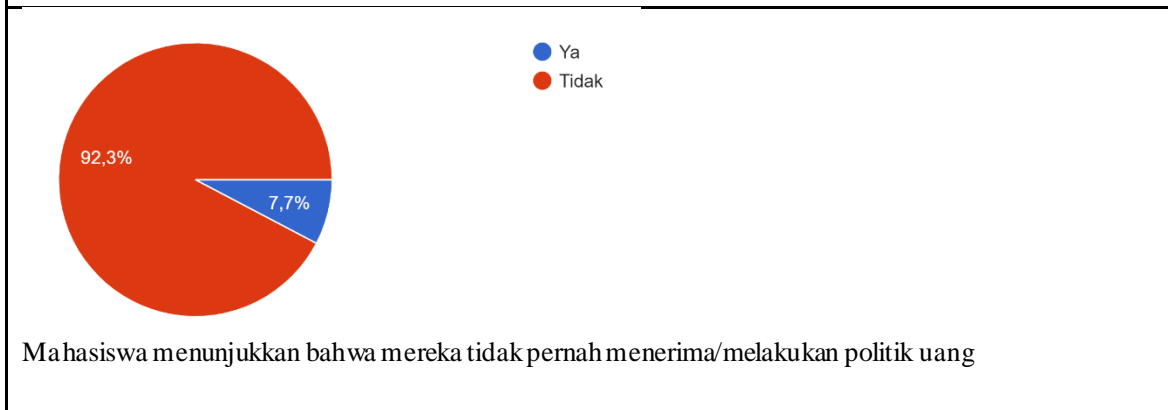 Ya
Tidak
92,3%
7,7%
Mahasiswa menunjukkan bahwa mereka tidak pernah menerima/melakukan politik uang